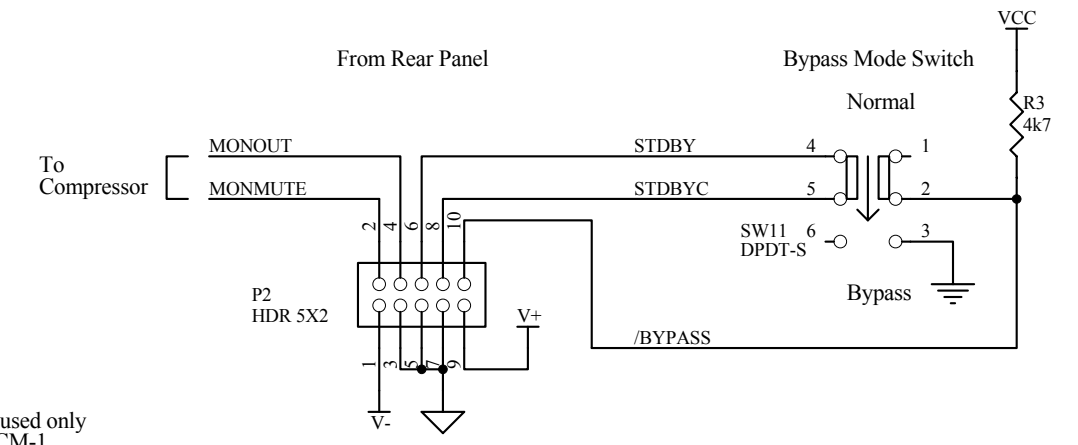 VCC
From Rear Panel
Bypass Mode Switch
Normal
R3
4k7
MONOUT
STDBY
4
1
To
Compressor
MONMUTE
STDBYC
5
2
2
4
6
8
10
SW11
DPDT-S
6
3
P2
HDR 5X2
V+
Bypass
/BYPASS
1
3
5
7
9
V-
used only
CM-1